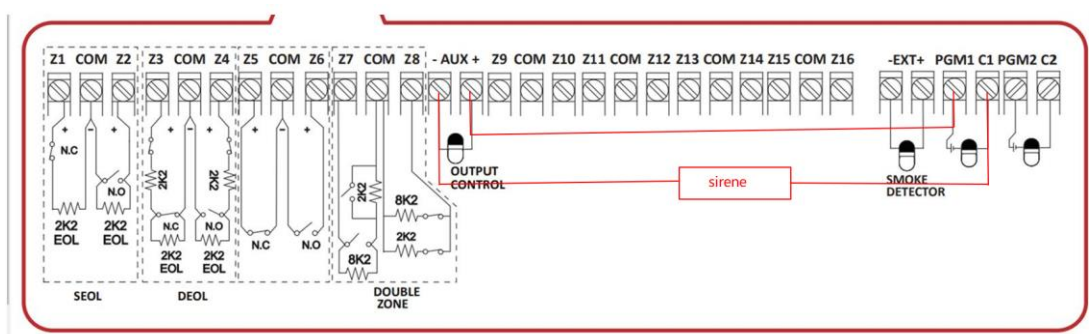 Z1 COM Z2 Z3 COM Z4 Z5 COM Z6 Z7 COM Z8 - AUX + Z9 COM Z10 Z11 COM Z12 Z13 COM Z14 Z15 COM Z16 -EXT+ PGM1 C1 PGM2 C2
+ - + + - + + - +
N.C
N.O
2K2
2K2
2K2
EOL
2K2
EOL
N.C
N.O
2K2
EOL
2K2
EOL
N.C
N.O
2K2
8K2
8K2
2K2
OUTPUT
CONTROL
sirene
SMOKE
DETECTOR
SEOL
DEOL
DOUBLE
ZONE